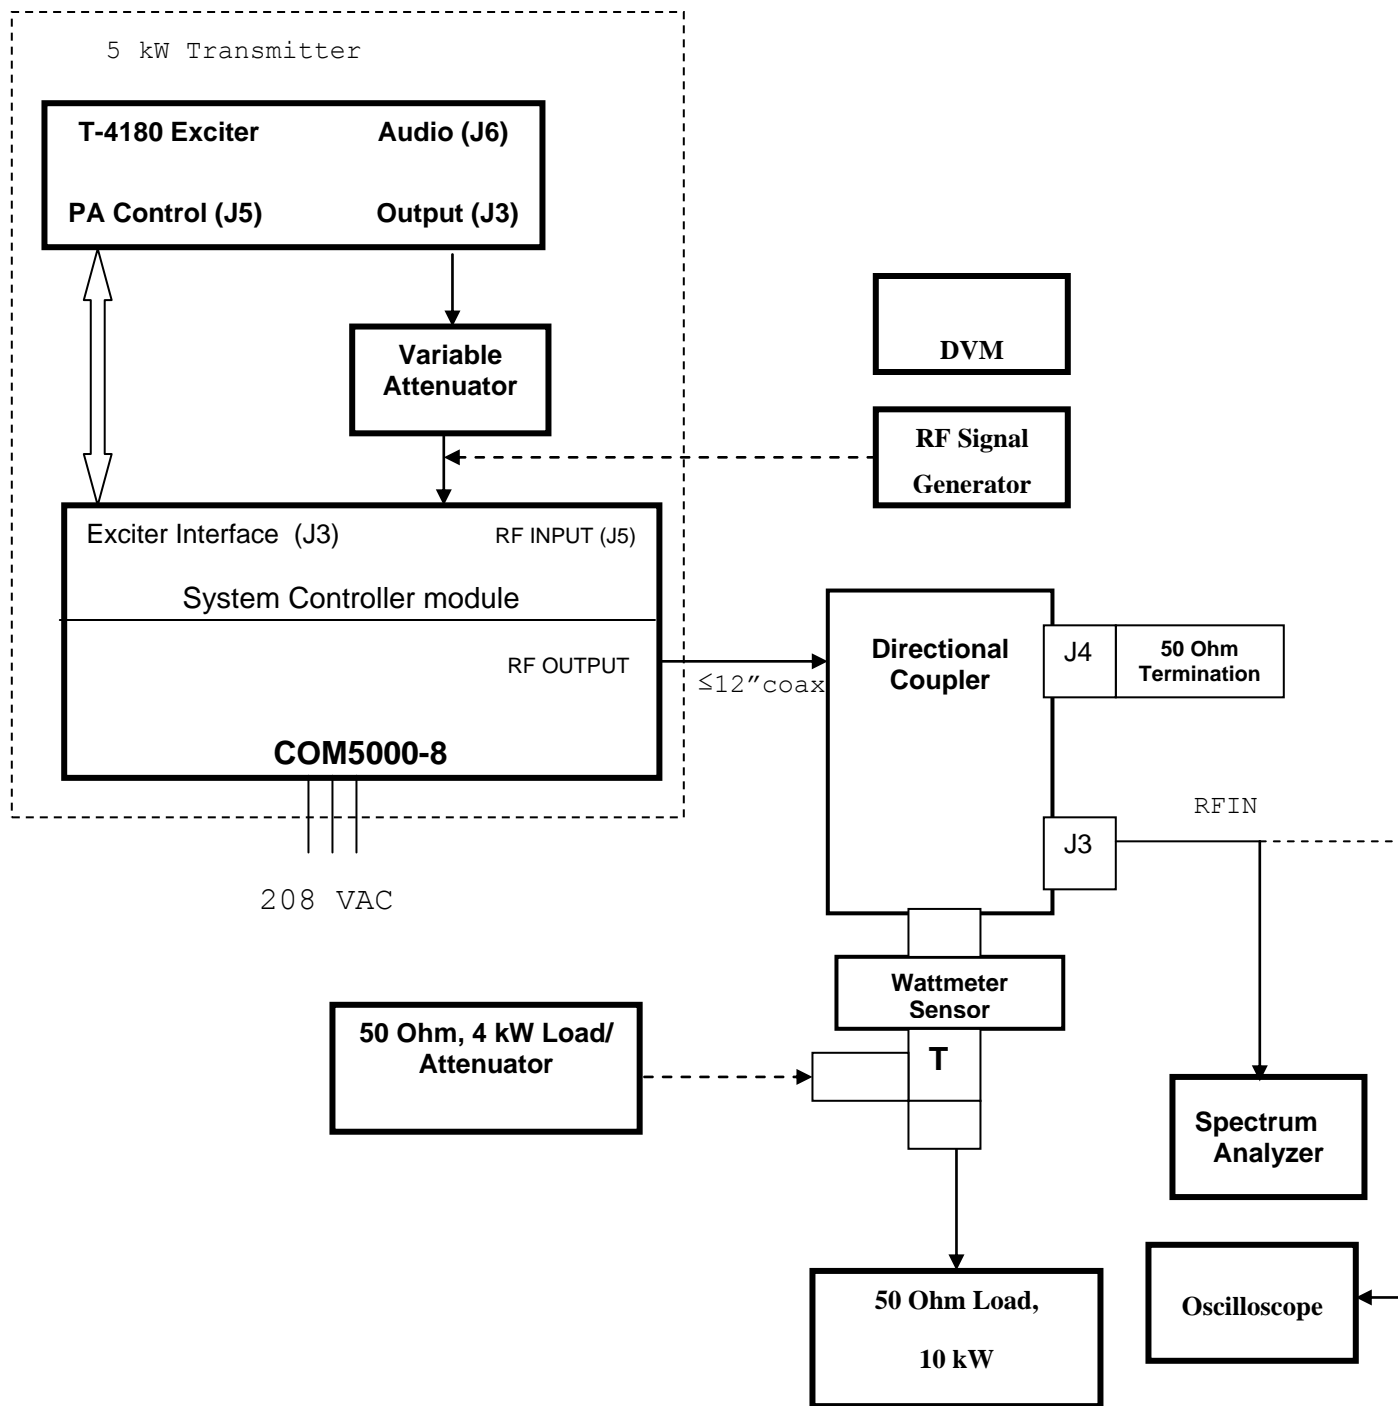 5 kW Transmitter
T-4180 Exciter
Audio (J6)
PA Control (J5)
Output (J3)
Variable
Attenuator
DVM
RF Signal
Generator
Exciter Interface (J3)
RF INPUT (J5)
System Controller module
RF OUTPUT
COM5000-8
≤12″coax
Directional
Coupler
J4
50 Ohm
Termination
RFIN
J3
208 VAC
Wattmeter
Sensor
50 Ohm, 4 kW Load/
Attenuator
T
Spectrum
Analyzer
50 Ohm Load,
10 kW
Oscilloscope